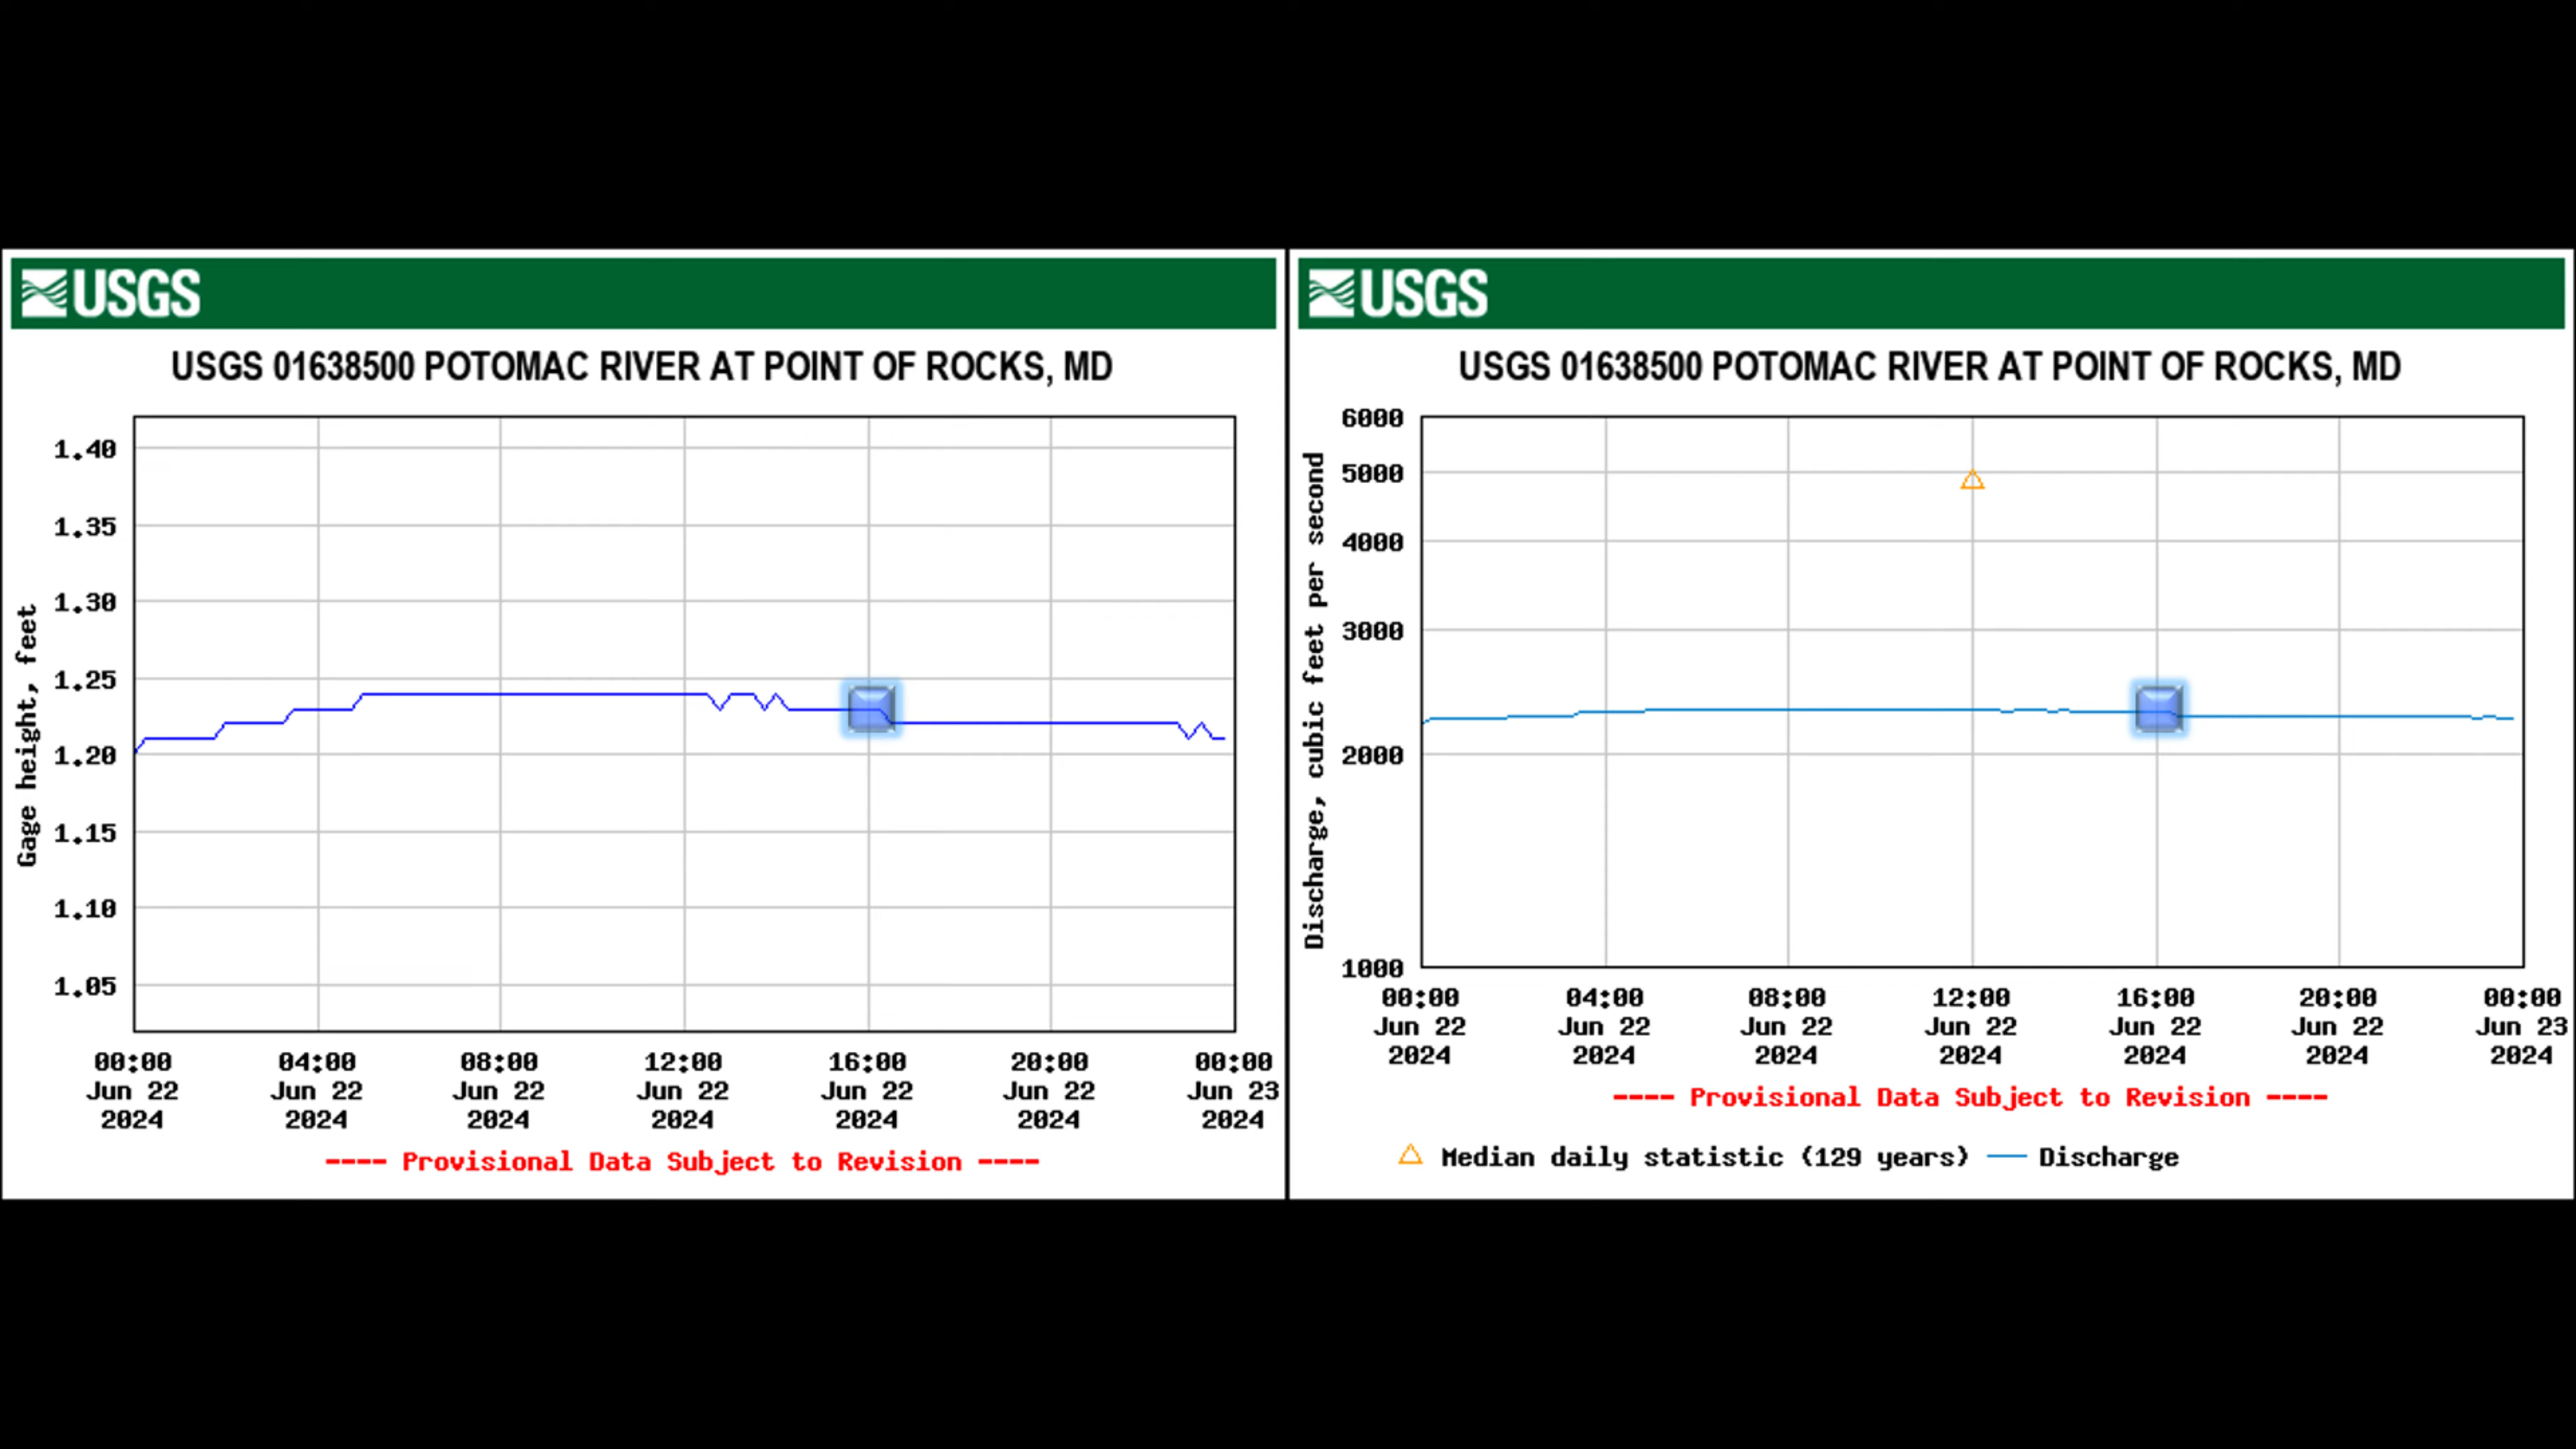 USGS
USGS 01638500 POTOMAC RIVER AT POINT OF ROCKS, MD
Gage height, feet
1.40
1.35
1.30
1.25
1.20
1.15
1.10
1.05
00:00 04:00 08:00 12:00 16:00 20:00 00:00
Jun 22 Jun 22 Jun 22 Jun 22 Jun 22 Jun 22 Jun 23
2024 2024 2024 2024 2024 2024 2024
---- Provisional Data Subject to Revision ----
USGS
USGS 01638500 POTOMAC RIVER AT POINT OF ROCKS, MD
Discharge, cubic feet per second
6000
5000
4000
3000
2000
1000
00:00 04:00 08:00 12:00 16:00 20:00 00:00
Jun 22 Jun 22 Jun 22 Jun 22 Jun 22 Jun 22 Jun 23
2024 2024 2024 2024 2024 2024 2024
---- Provisional Data Subject to Revision ----
Median daily statistic (129 years) Discharge